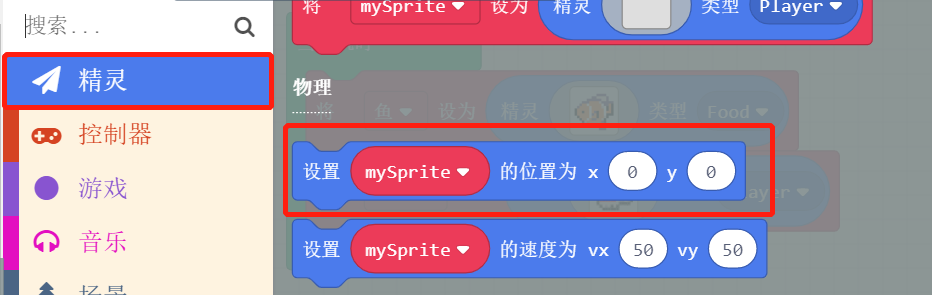 搜索...
精灵
控制器
游戏
音乐
场景
将 mySprite 设为 精灵 类型 Player
物理
将 鱼 设为 精灵 类型 Food
设置 mySprite 的位置为 x 0 y 0
设置 mySprite 的速度为 vx 50 vy 50